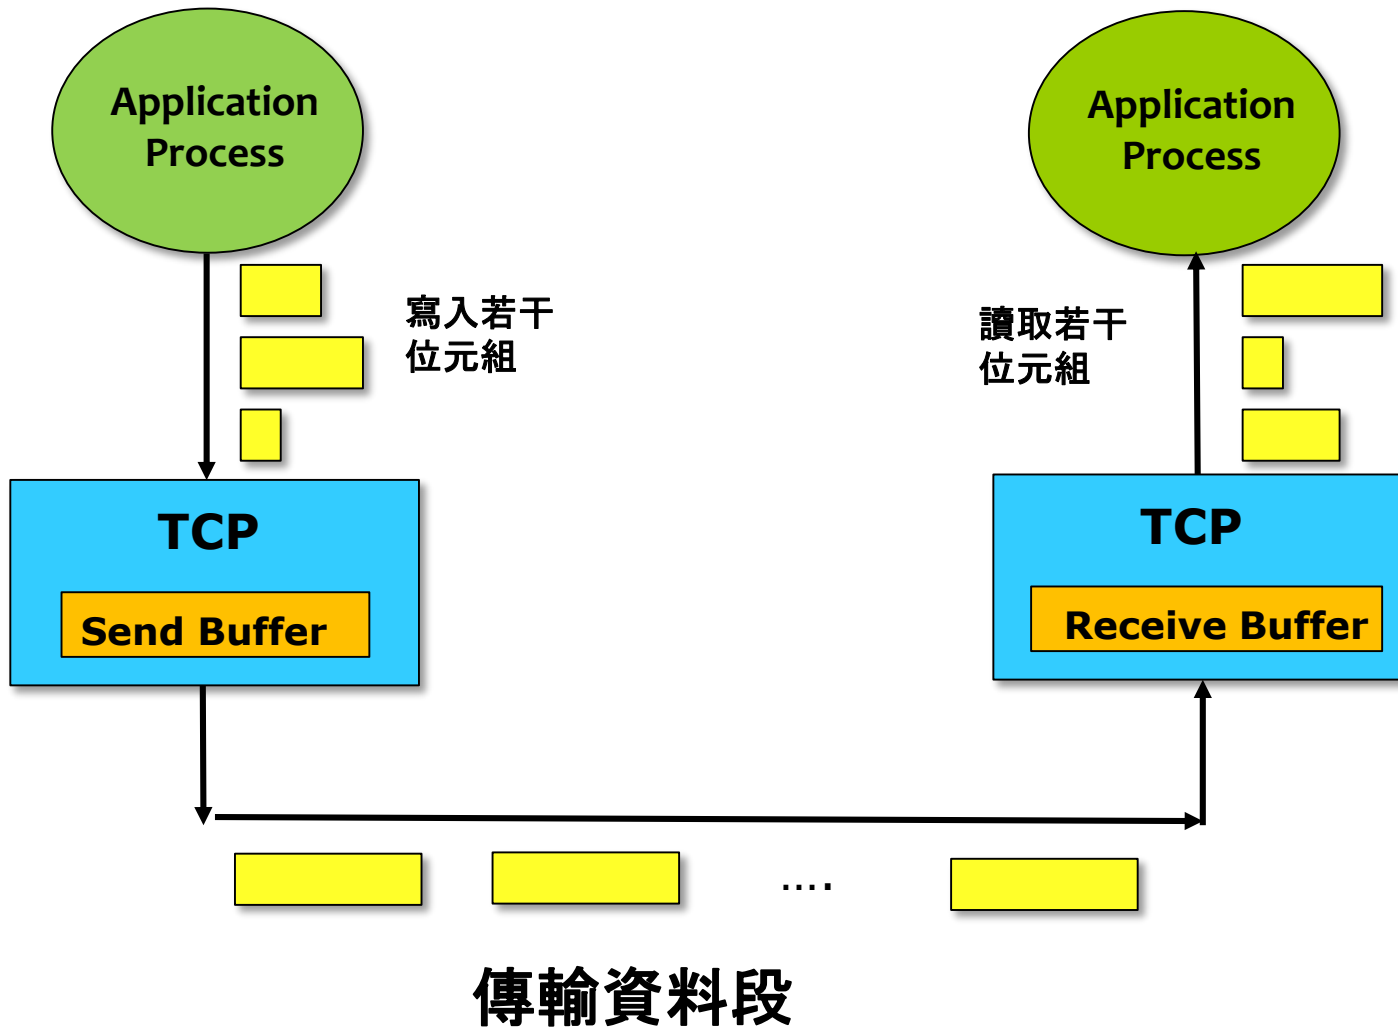 Application
Process
Application
Process
寫入若干
位元組
讀取若干
位元組
TCP
Send Buffer
TCP
Receive Buffer
....
傳輸資料段